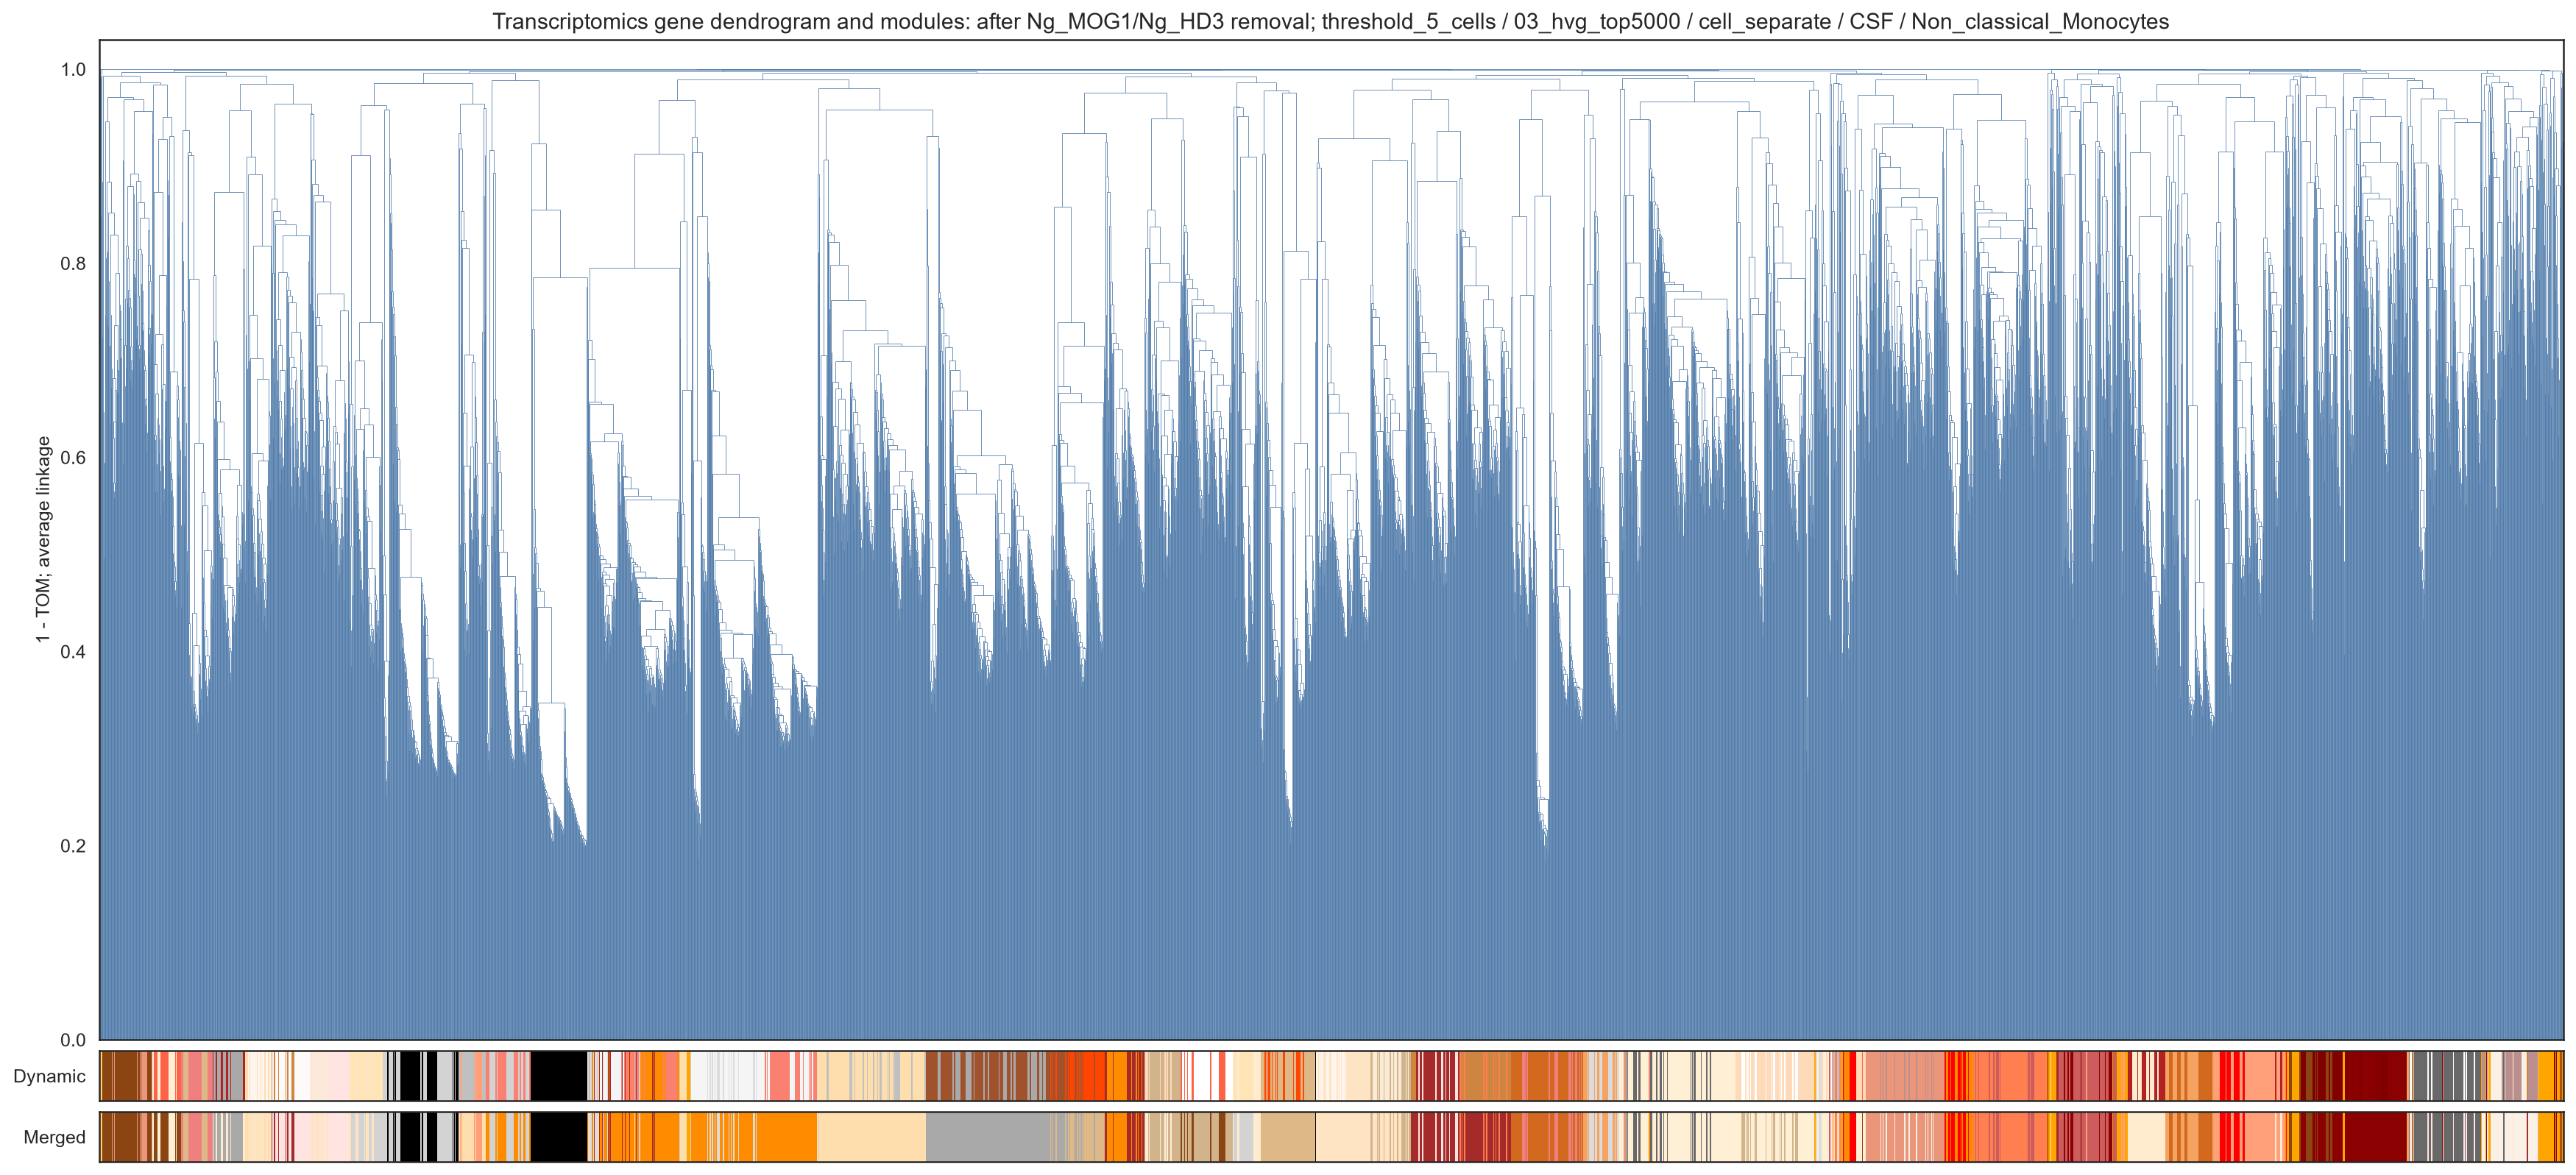 Transcriptomics gene dendrogram and modules: after Ng_MOG1/Ng_HD3 removal; threshold_5_cells / 03_hvg_top5000 / cell_separate / CSF / Non_classical_Monocytes
1.0
0.8
0.6
0.4
0.2
0.0
1 - TOM; average linkage
Dynamic
Merged